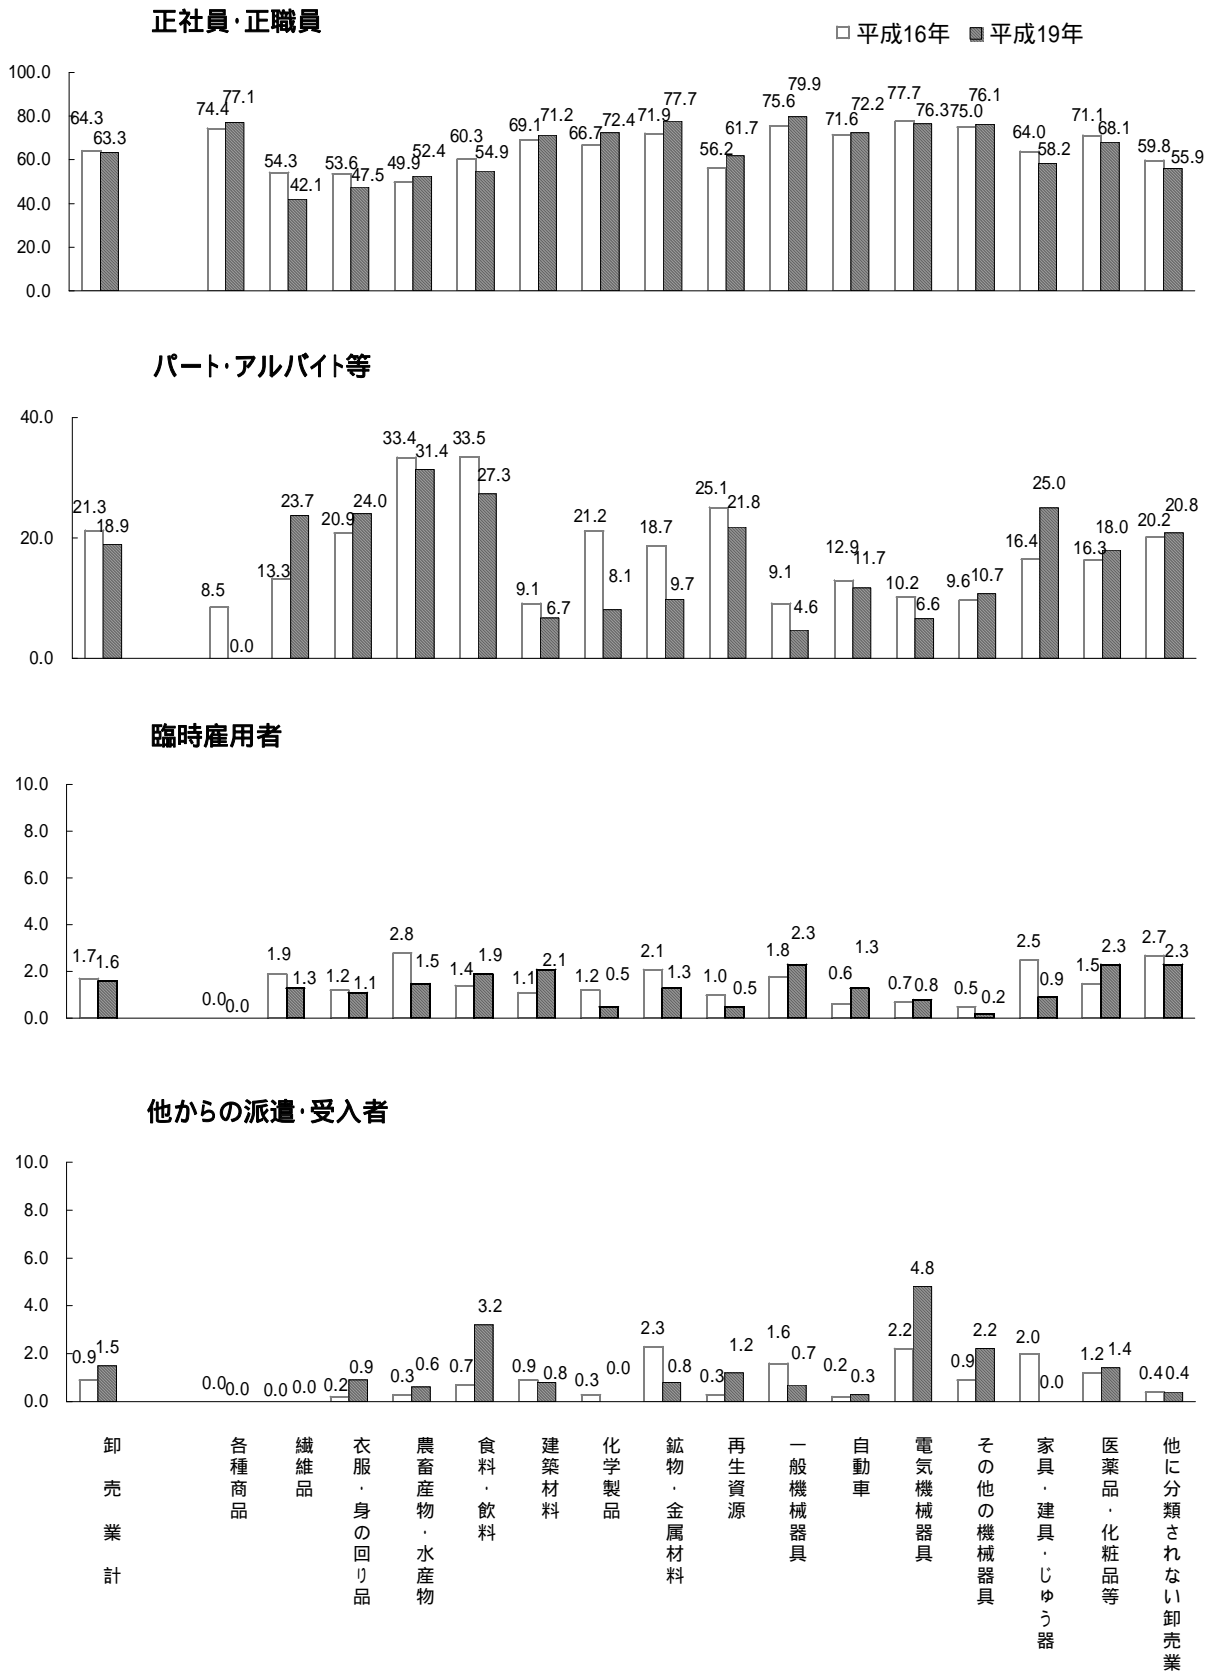 正社員･正職員
平成16年 平成19年
100.0
80.0
60.0
40.0
20.0
0.0
64.3 63.3 74.4 77.1 54.3 42.1 53.6 47.5 49.9 52.4 60.3 54.9 69.1 71.2 66.7 72.4 71.9 77.7 56.2 61.7 75.6 79.9 71.6 72.2 77.7 76.3 75.0 76.1 64.0 58.2 71.1 68.1 59.8 55.9
パート･アルバイト等
40.0
20.0
0.0
21.3 18.9 8.5 0.0 13.3 23.7 20.9 24.0 33.4 31.4 33.5 27.3 9.1 6.7 21.2 8.1 18.7 9.7 25.1 21.8 9.1 4.6 12.9 11.7 10.2 6.6 9.6 10.7 16.4 25.0 16.3 18.0 20.2 20.8
臨時雇用者
10.0
8.0
6.0
4.0
2.0
0.0
1.7 1.6 0.0 0.0 1.9 1.3 1.2 1.1 2.8 1.5 1.4 1.9 1.1 2.1 1.2 0.5 2.1 1.3 1.0 0.5 1.8 2.3 0.6 1.3 0.7 0.8 0.5 0.2 2.5 0.9 1.5 2.3 2.7 2.3
他からの派遣･受入者
10.0
8.0
6.0
4.0
2.0
0.0
0.9 1.5 0.0 0.0 0.0 0.0 0.2 0.9 0.3 0.6 0.7 3.2 0.9 0.8 0.3 0.0 2.3 0.8 0.3 1.2 1.6 0.7 0.2 0.3 2.2 4.8 0.9 2.2 2.0 0.0 1.2 1.4 0.4 0.4
卸売業計
各種商品
繊維品
衣服・身の回り品
農畜産物・水産物
食料・飲料
建築材料
化学製品
鉱物・金属材料
再生資源
一般機械器具
自動車
電気機械器具
その他の機械器具
家具・建具・じゅう器
医薬品・化粧品等
他に分類されない卸売業